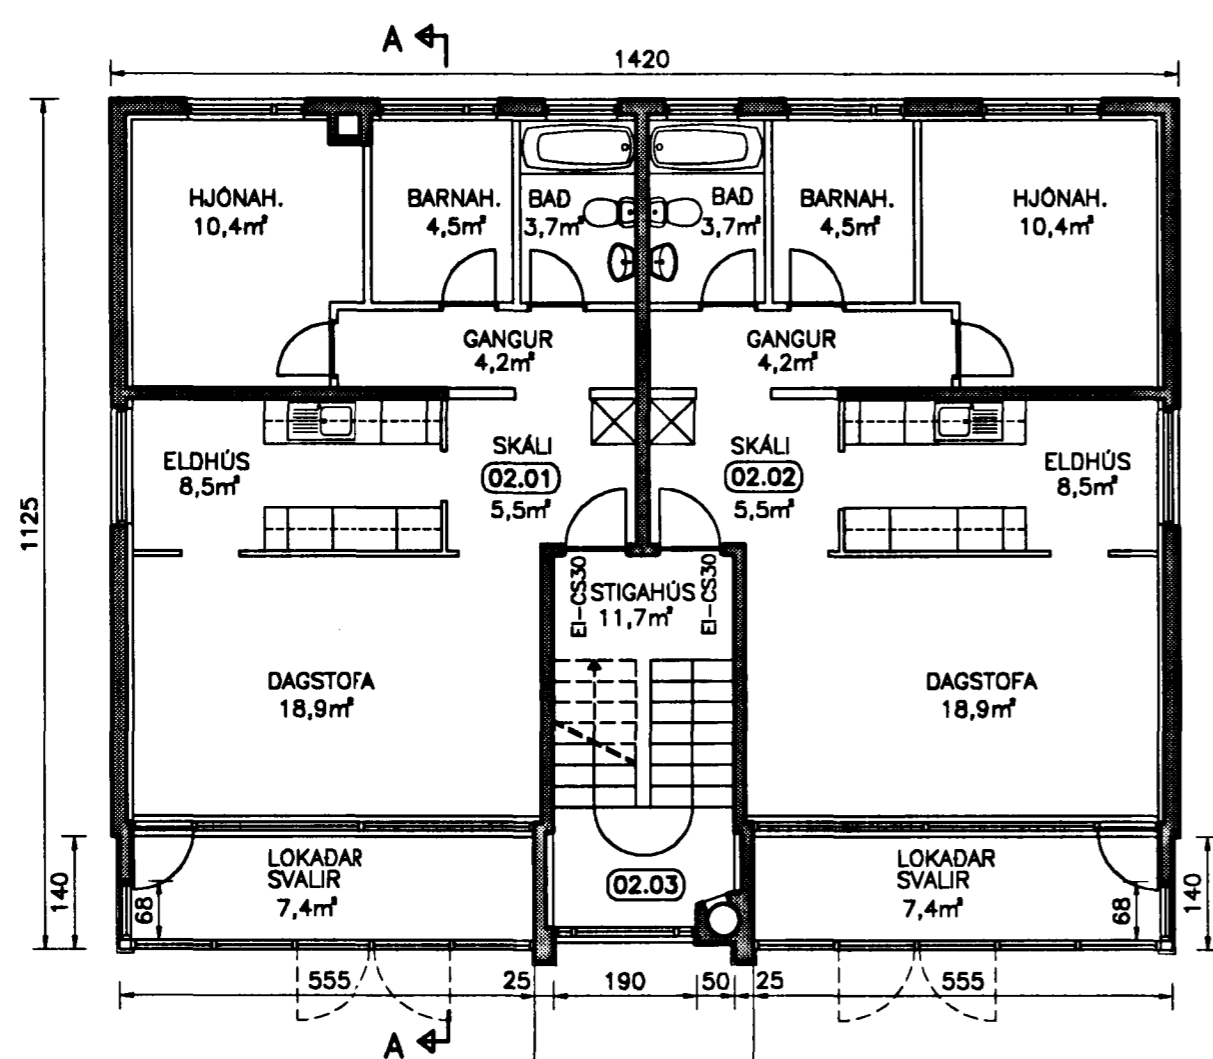 A
1420
HJÓNAH.
10,4m²
BARNAH.
4,5m²
BAÐ
3,7m²
BAÐ
3,7m²
BARNAH.
4,5m²
HJÓNAH.
10,4m²
GANGUR
4,2m²
GANGUR
4,2m²
ELDHÚS
8,5m²
SKÁLI
02.01
5,5m²
SKÁLI
02.02
5,5m²
ELDHÚS
8,5m²
1125
EI-CS30
STIGAHÚS
11,7m²
EI-CS30
DAGSTOFA
18,9m²
DAGSTOFA
18,9m²
LOKAÐAR
SVALIR
7,4m²
02.03
LOKAÐAR
SVALIR
7,4m²
140
68
68
140
555
25
190
50
25
555
A